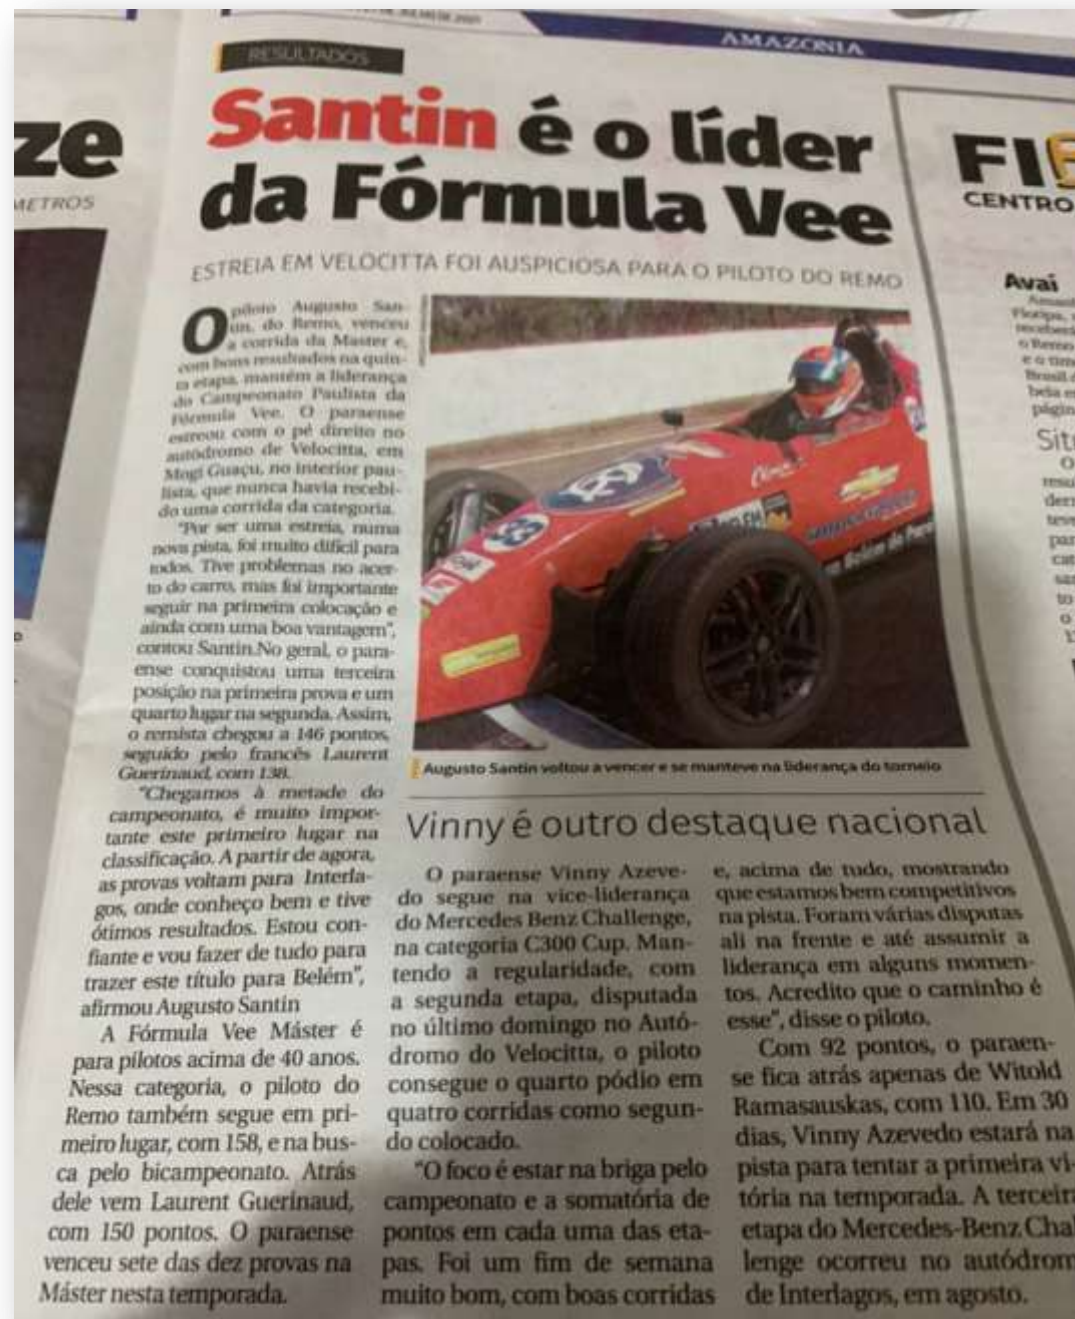 AMAZÔNIA
RESULTADOS
Santin é o líder
da Fórmula Vee
ESTREIA EM VELOCITTA FOI AUSPICIOSA PARA O PILOTO DO REMO
O piloto Augusto San-
tin, do Remo, venceu
a corrida da Master e,
com bons resultados na quin-
ta etapa, mantém a liderança
do Campeonato Paulista da
Fórmula Vee. O paraense
estreou com o pé direito no
autódromo de Velocitta, em
Mogi Guaçu, no interior pau-
lista, que nunca havia recebi-
do uma corrida da categoria.
"Por ser uma estreia, numa
nova pista, foi muito difícil para
todos. Tive problemas no acer-
to do carro, mas foi importante
seguir na primeira colocação e
ainda com uma boa vantagem",
contou Santin.No geral, o para-
ense conquistou uma terceira
posição na primeira prova e um
quarto lugar na segunda. Assim,
o remista chegou a 146 pontos,
seguido pelo francês Laurent
Guerinaud, com 138.
"Chegamos à metade do
campeonato, é muito impor-
tante este primeiro lugar na
classificação. A partir de agora,
as provas voltam para Interla-
gos, onde conheço bem e tive
ótimos resultados. Estou con-
fiante e vou fazer de tudo para
trazer este título para Belém",
afirmou Augusto Santin
A Fórmula Vee Máster é
para pilotos acima de 40 anos.
Nessa categoria, o piloto do
Remo também segue em pri-
meiro lugar, com 158, e na bus-
ca pelo bicampeonato. Atrás
dele vem Laurent Guerinaud,
com 150 pontos. O paraense
venceu sete das dez provas na
Máster nesta temporada.
Augusto Santin voltou a vencer e se manteve na liderança do torneio
Vinny é outro destaque nacional
O paraense Vinny Azeve-
do segue na vice-liderança
do Mercedes Benz Challenge,
na categoria C300 Cup. Man-
tendo a regularidade, com
a segunda etapa, disputada
no último domingo no Autó-
dromo do Velocitta, o piloto
consegue o quarto pódio em
quatro corridas como segun-
do colocado.
"O foco é estar na briga pelo
campeonato e a somatória de
pontos em cada uma das eta-
pas. Foi um fim de semana
muito bom, com boas corridas
e, acima de tudo, mostrando
que estamos bem competitivos
na pista. Foram várias disputas
ali na frente e até assumir a
liderança em alguns momen-
tos. Acredito que o caminho é
esse", disse o piloto.
Com 92 pontos, o paraen-
se fica atrás apenas de Witold
Ramasauskas, com 110. Em 30
dias, Vinny Azevedo estará na
pista para tentar a primeira vi-
tória na temporada. A terceira
etapa do Mercedes-Benz Chal
lenge ocorreu no autódrom
de Interlagos, em agosto.
ze
METROS
CENTRO
Avaí